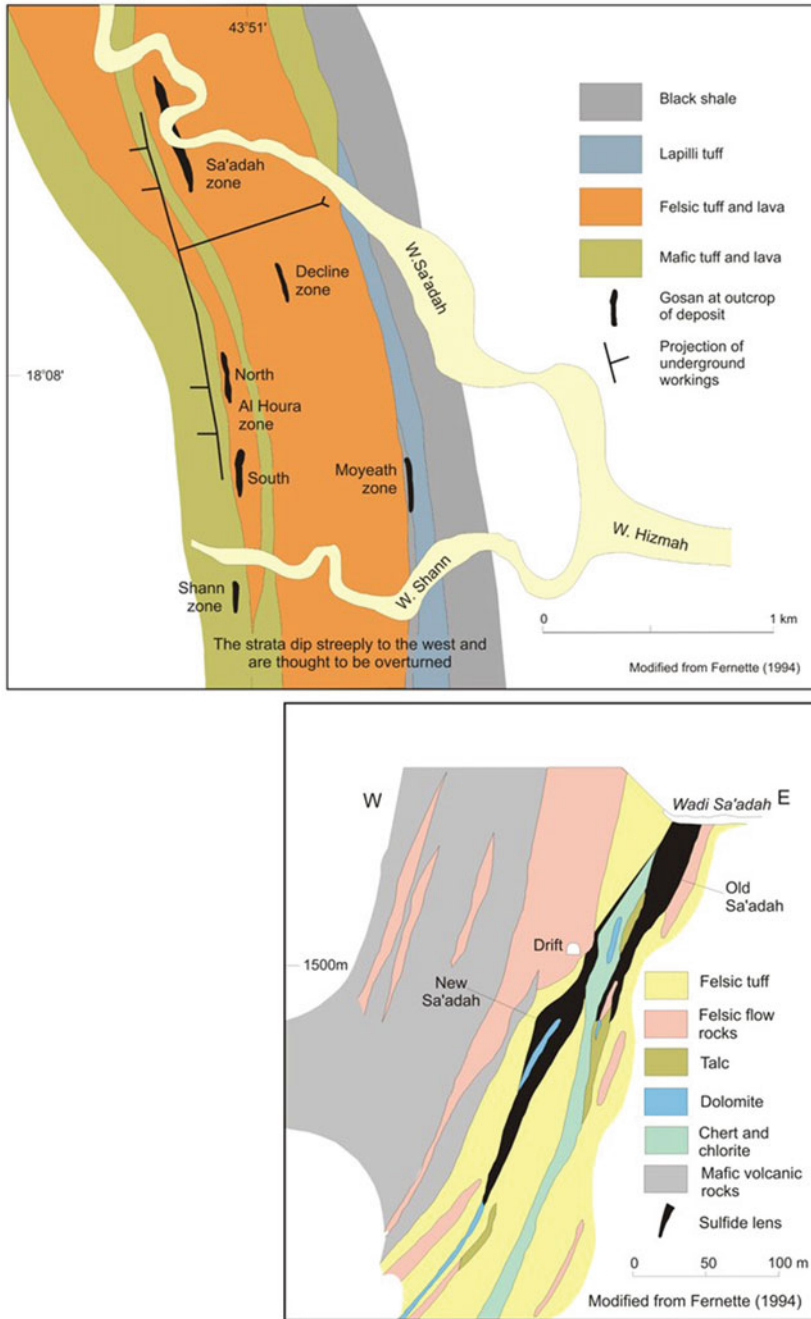 43°51'
Black shale
Lapilli tuff
Felsic tuff and lava
Mafic tuff and lava
Gosan at outcrop
of deposit
Projection of
underground
workings
Sa'adah
zone
W.Sa'adah
Decline
zone
18°08'
North
Al Houra
zone
South
Moyeath
zone
W. Hizmah
W. Shann
Shann
zone
0
1 km
The strata dip streeply to the west and
are thought to be overturned
Modified from Fernette (1994)
W
E
Wadi Sa'adah
Old
Sa'adah
Drift
1500m
New
Sa'adah
Felsic tuff
Felsic flow
rocks
Talc
Dolomite
Chert and
chlorite
Mafic volcanic
rocks
Sulfide lens
0 50 100 m
Modified from Fernette (1994)